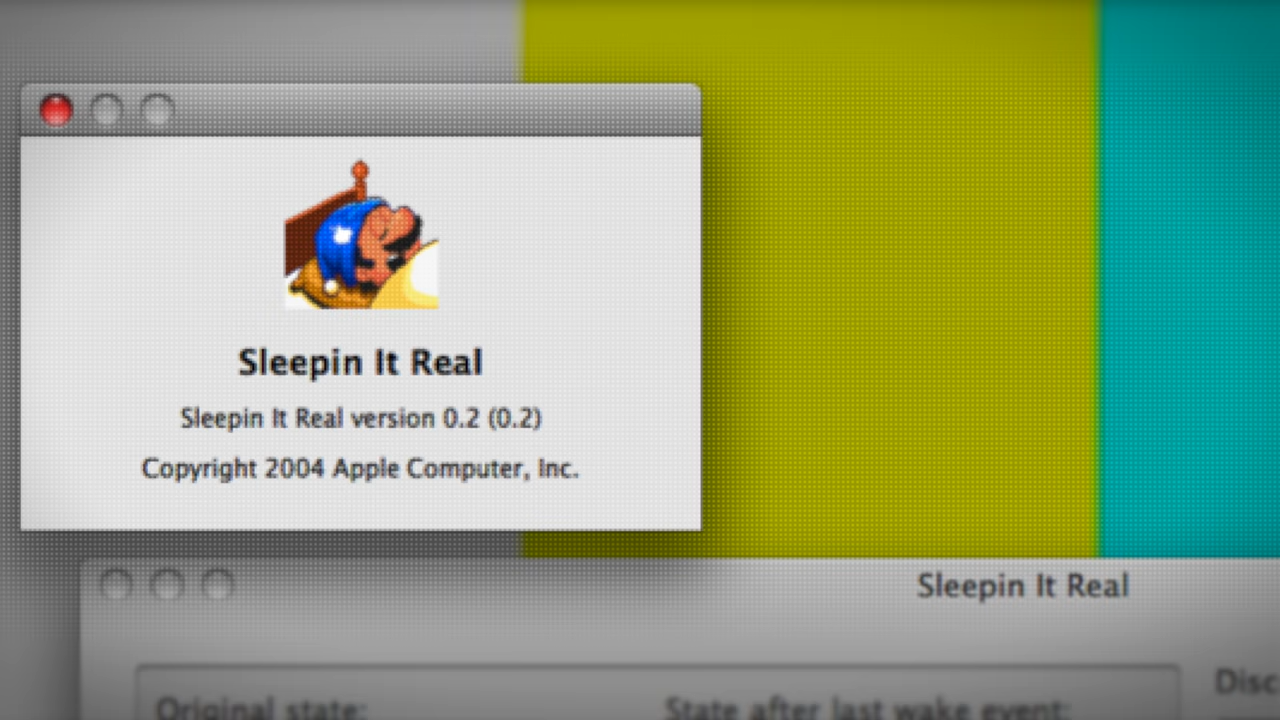 Sleepin It Real
Sleepin It Real version 0.2 (0.2)
Copyright 2004 Apple Computer, Inc.
Sleepin It Real
Original state:
State after last wake event: